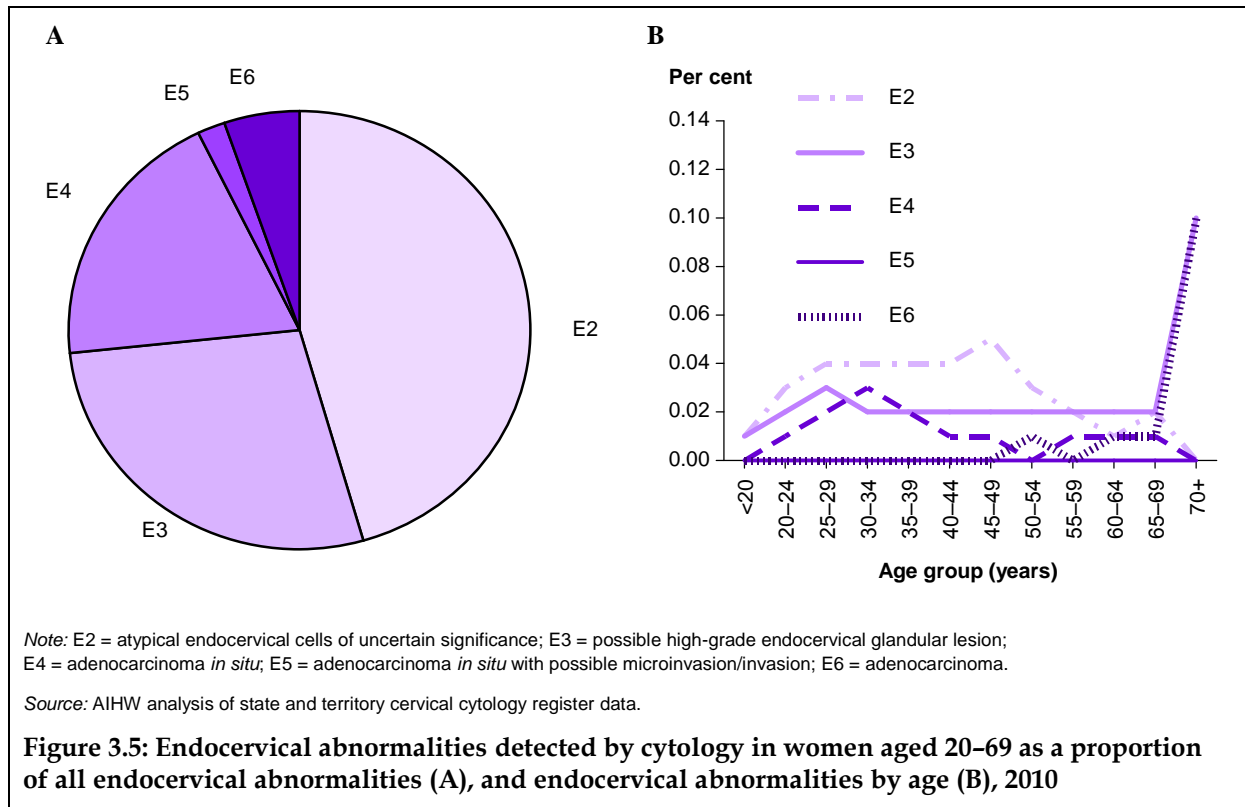 A
E6
E5
E4
E2
E3
B
Per cent
E2
E3
E4
E5
E6
0.14
0.12
0.10
0.08
0.06
0.04
0.02
0.00
<20
20–24
25–29
30–34
35–39
40–44
45–49
50–54
55–59
60–64
65–69
70+
Age group (years)
Note: E2 = atypical endocervical cells of uncertain significance; E3 = possible high-grade endocervical glandular lesion;
E4 = adenocarcinoma in situ; E5 = adenocarcinoma in situ with possible microinvasion/invasion; E6 = adenocarcinoma.
Source: AIHW analysis of state and territory cervical cytology register data.
Figure 3.5: Endocervical abnormalities detected by cytology in women aged 20–69 as a proportion
of all endocervical abnormalities (A), and endocervical abnormalities by age (B), 2010